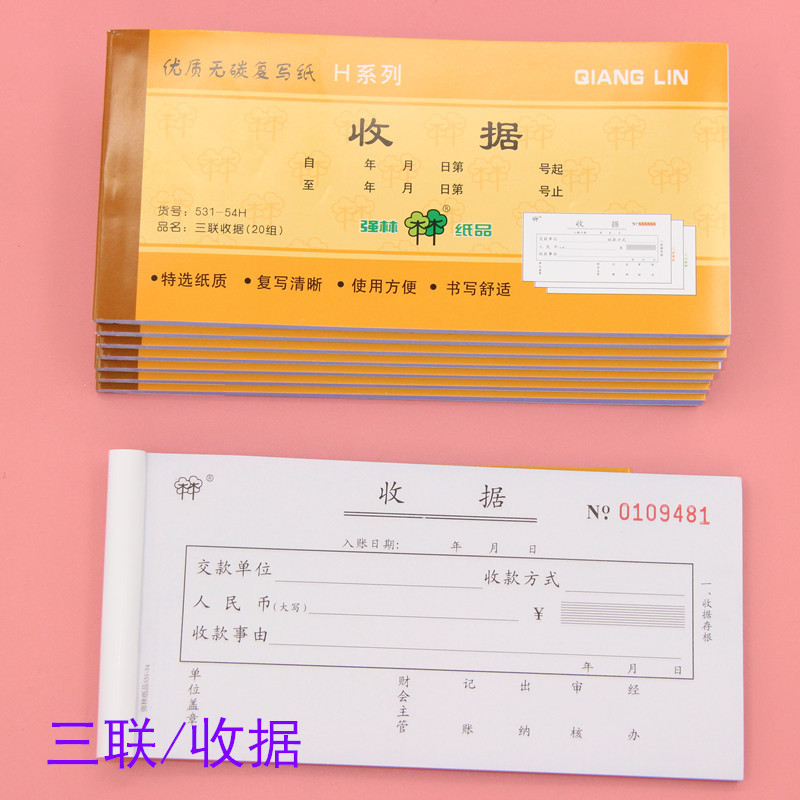 优质无碳复写纸 H系列 QIANG LIN
收 据
自 年 月 日第 号起
至 年 月 日第 号止
货号：531-54H
品名：三联收据(20组)
强林 ® 纸品
•特选纸质 •复写清晰 •使用方便 •书写舒适
收 据
®
收 据
Nº 0109481
入账日期： 年 月 日
交款单位 收款方式
人 民 币(大写) ¥
收款事由
年 月 日
一、收据存根
单位盖章 财会主管 记账 出纳 审核 经办
三联/收据